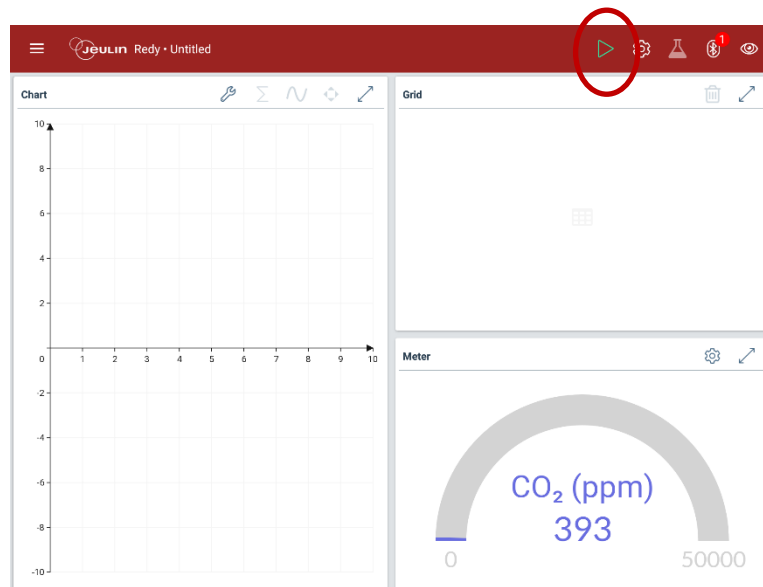 Jeulin Redy • Untitled
1
Chart
10
8
6
4
2
0 1 2 3 4 5 6 7 8 9 10
-2
-4
-6
-8
-10
Grid
Meter
CO₂ (ppm)
393
0 50000